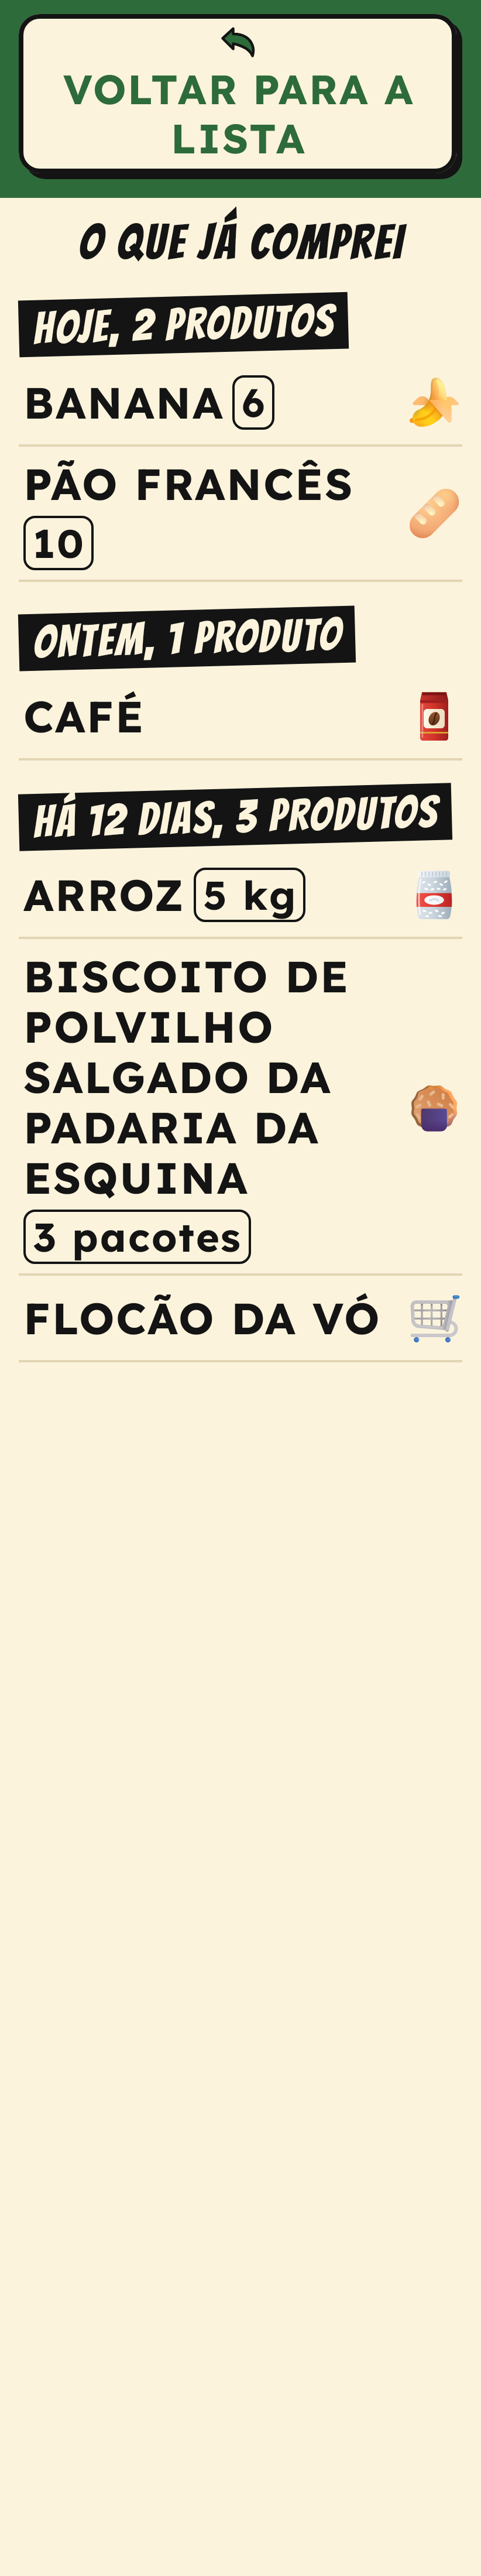 VOLTAR PARA A
LISTA
O QUE JÁ COMPREI
HOJE, 2 PRODUTOS
BANANA 6
PÃO FRANCÊS
10
ONTEM, 1 PRODUTO
CAFÉ
HÁ 12 DIAS, 3 PRODUTOS
ARROZ 5 kg
BISCOITO DE
POLVILHO
SALGADO DA
PADARIA DA
ESQUINA
3 pacotes
FLOCÃO DA VÓ